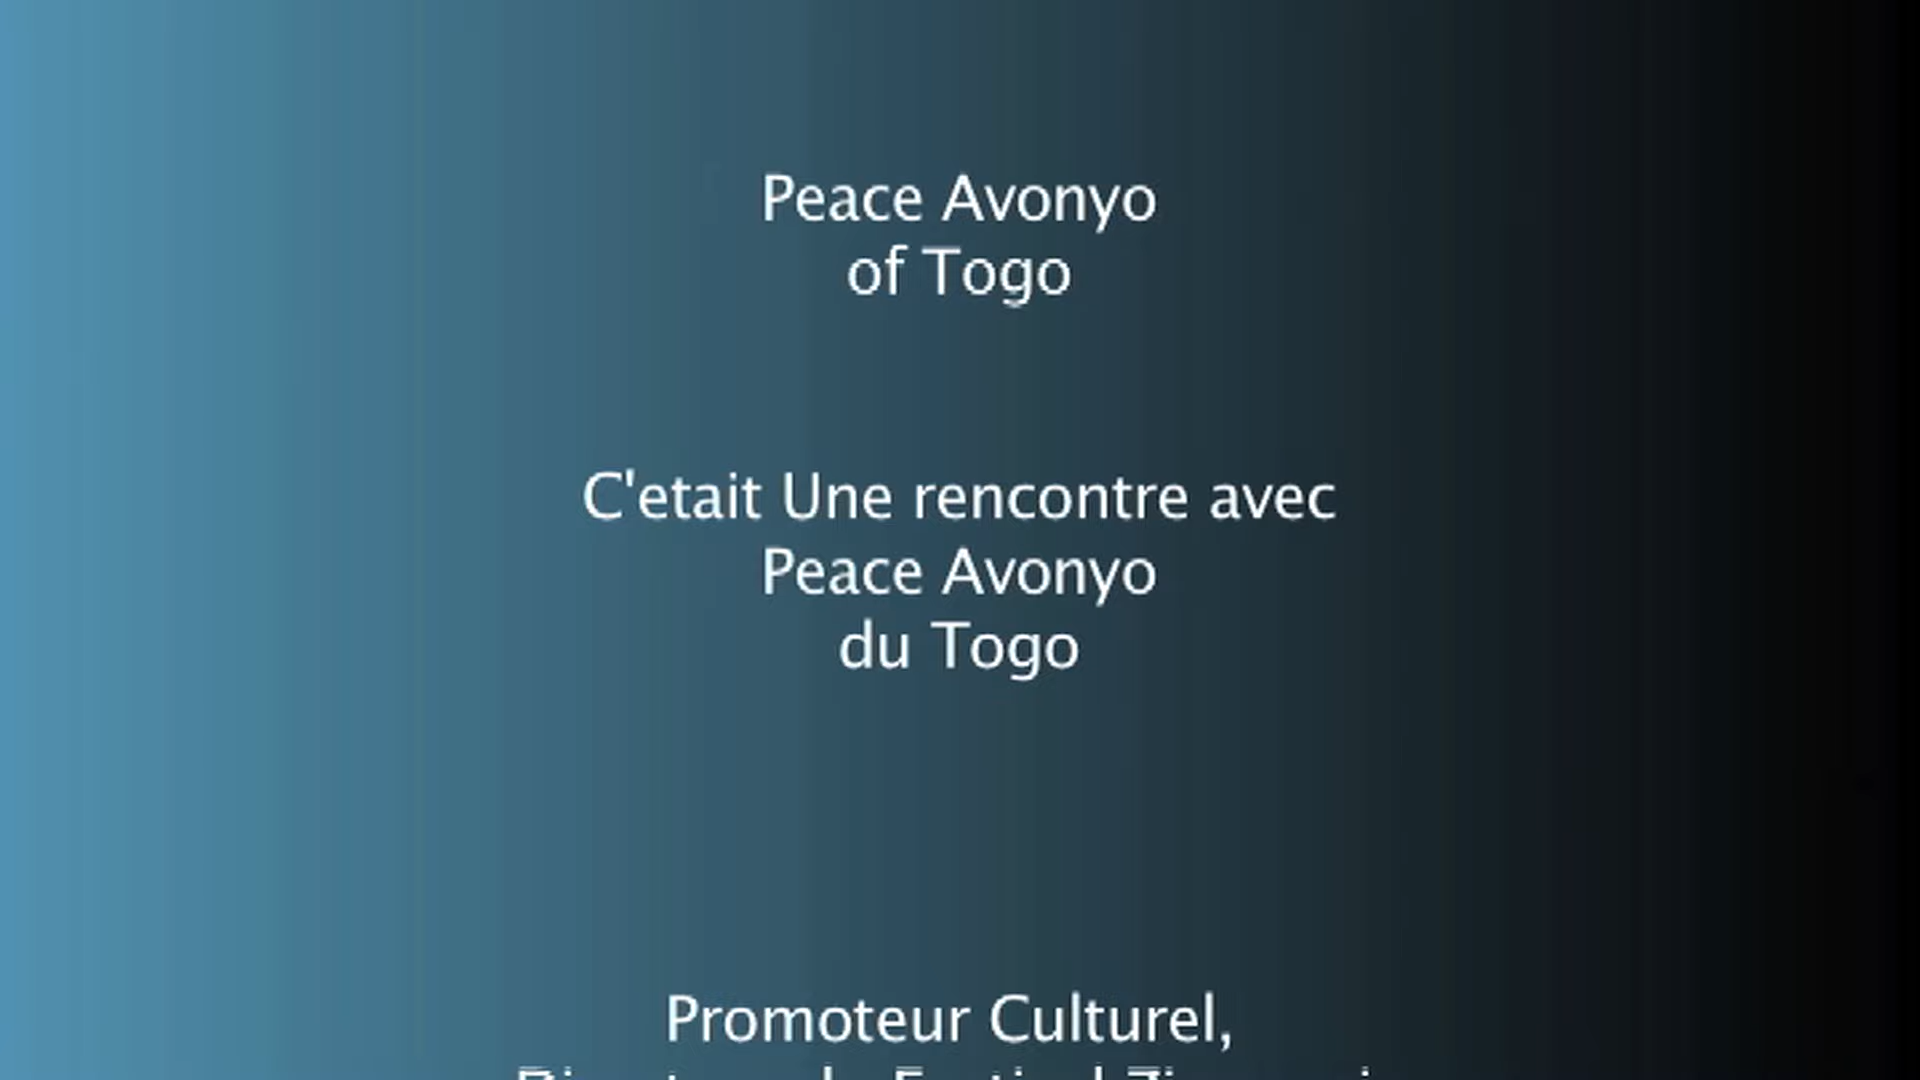 Peace Avonyo
of Togo
C'etait Une rencontre avec
Peace Avonyo
du Togo
Promoteur Culturel,